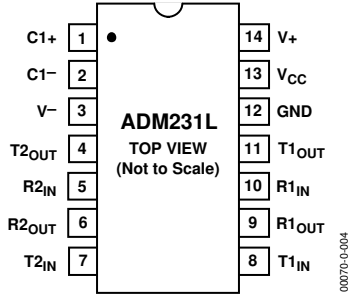 C1+ 1 14 V+
C1– 2 13 VCC
V– 3 12 GND
ADM231L
TOP VIEW
(Not to Scale)
T2OUT 4 11 T1OUT
R2IN 5 10 R1IN
R2OUT 6 9 R1OUT
T2IN 7 8 T1IN
00070-0-004